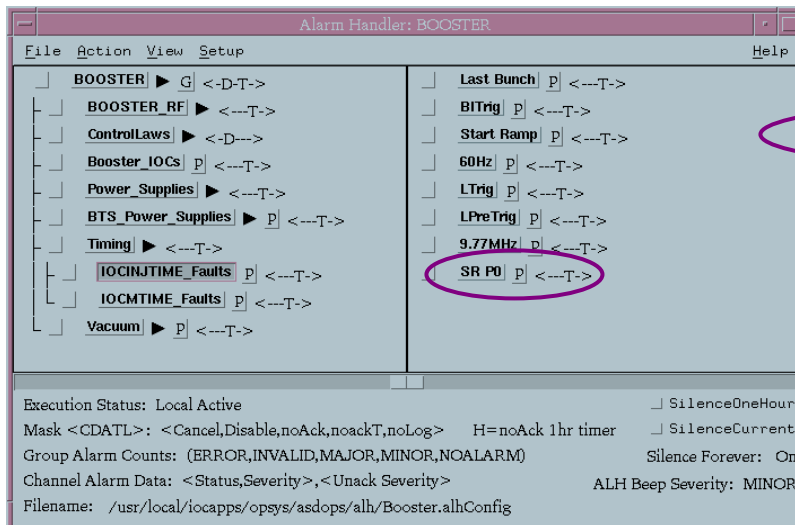 Alarm Handler: BOOSTER
File Action View Setup Help
BOOSTER G <-D-T->
BOOSTER_RF <---T->
ControlLaws <-D--->
Booster_IOCs P <---T->
Power_Supplies <---T->
BTS_Power_Supplies P <---T->
Timing <---T->
IOCINJTIME_Faults P <---T->
IOCMTIME_Faults P <---T->
Vacuum P <---T->
Last Bunch P <---T->
BITrig P <---T->
Start Ramp P <---T->
60Hz P <---T->
LTrig P <---T->
LPreTrig P <---T->
9.77MHz P <---T->
SR P0 P <---T->
Execution Status: Local Active
SilenceOneHour
Mask <CDATL>: <Cancel,Disable,noAck,noackT,noLog> H=noAck 1hr timer
SilenceCurrent
Group Alarm Counts: (ERROR,INVALID,MAJOR,MINOR,NOALARM)
Silence Forever: On
Channel Alarm Data: <Status,Severity>,<Unack Severity>
ALH Beep Severity: MINOR
Filename: /usr/local/iocapps/opsys/asdops/alh/Booster.alhConfig